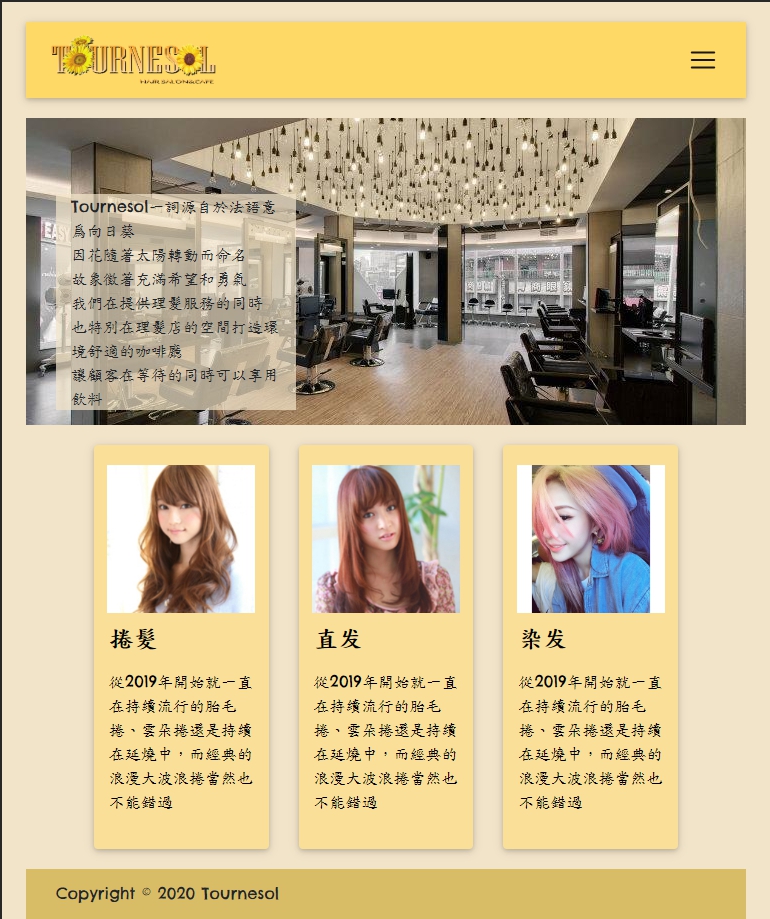 TOURNESOL
HAIR SALON&CAFE
Tournesol一詞源自於法語意
為向日葵
因花隨著太陽轉動而命名
故象徵著充滿希望和勇氣
我們在提供理髮服務的同時
也特別在理髮店的空間打造環
境舒適的咖啡廳
讓顧客在等待的同時可以享用
飲料
捲髮
從2019年開始就一直
在持續流行的胎毛
捲、雲朵捲還是持續
在延燒中，而經典的
浪漫大波浪捲當然也
不能錯過
直发
從2019年開始就一直
在持續流行的胎毛
捲、雲朵捲還是持續
在延燒中，而經典的
浪漫大波浪捲當然也
不能錯過
染发
從2019年開始就一直
在持續流行的胎毛
捲、雲朵捲還是持續
在延燒中，而經典的
浪漫大波浪捲當然也
不能錯過
Copyright © 2020 Tournesol